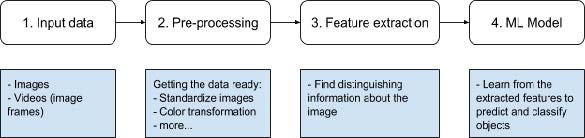 1. Input data
2. Pre-processing
3. Feature extraction
4. ML Model
- Images
- Videos (image
frames)
Getting the data ready:
- Standardize images
- Color transformation
- more...
- Find distinguishing
information about the
image
- Learn from the
extracted features to
predict and classify
objects